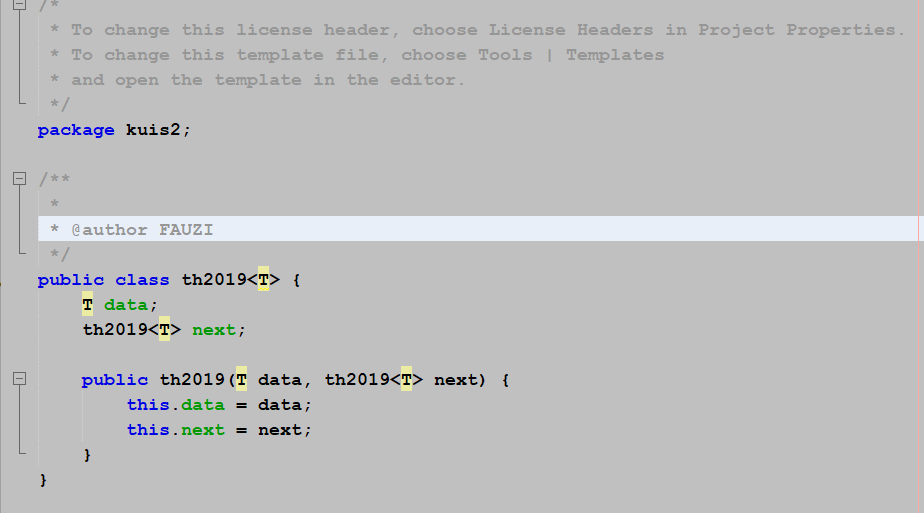 /*
 * To change this license header, choose License Headers in Project Properties.
 * To change this template file, choose Tools | Templates
 * and open the template in the editor.
 */
package kuis2;

/**
 *
 * @author FAUZI
 */
public class th2019<T> {
    T data;
    th2019<T> next;

    public th2019(T data, th2019<T> next) {
        this.data = data;
        this.next = next;
    }
}